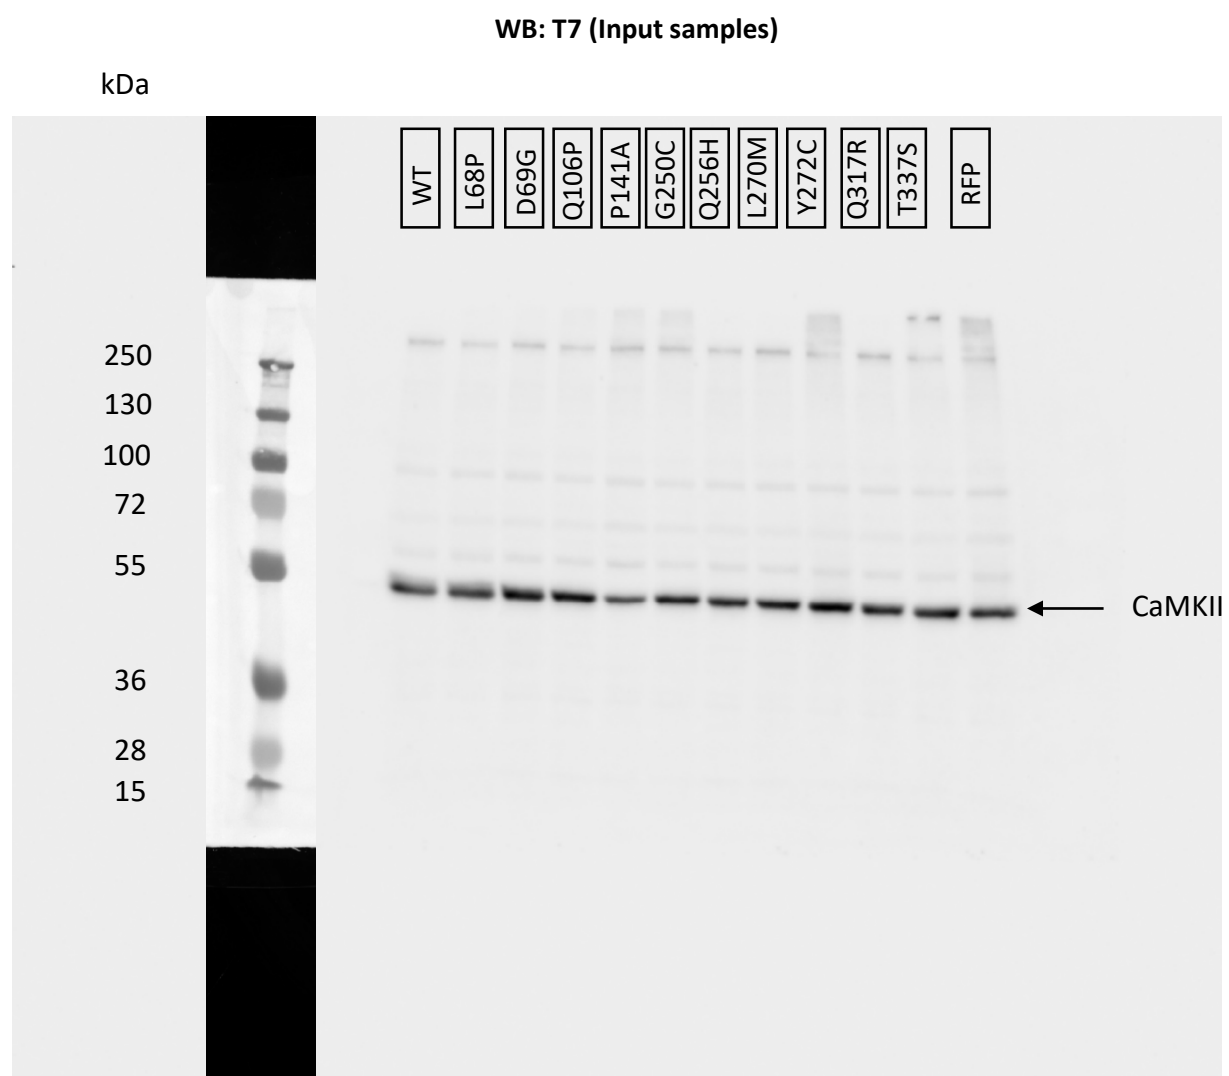 WB: T7 (Input samples)
kDa
WT
L68P
D69G
Q106P
P141A
G250C
Q256H
L270M
Y272C
Q317R
T337S
RFP
250
130
100
72
55
CaMKII
36
28
15